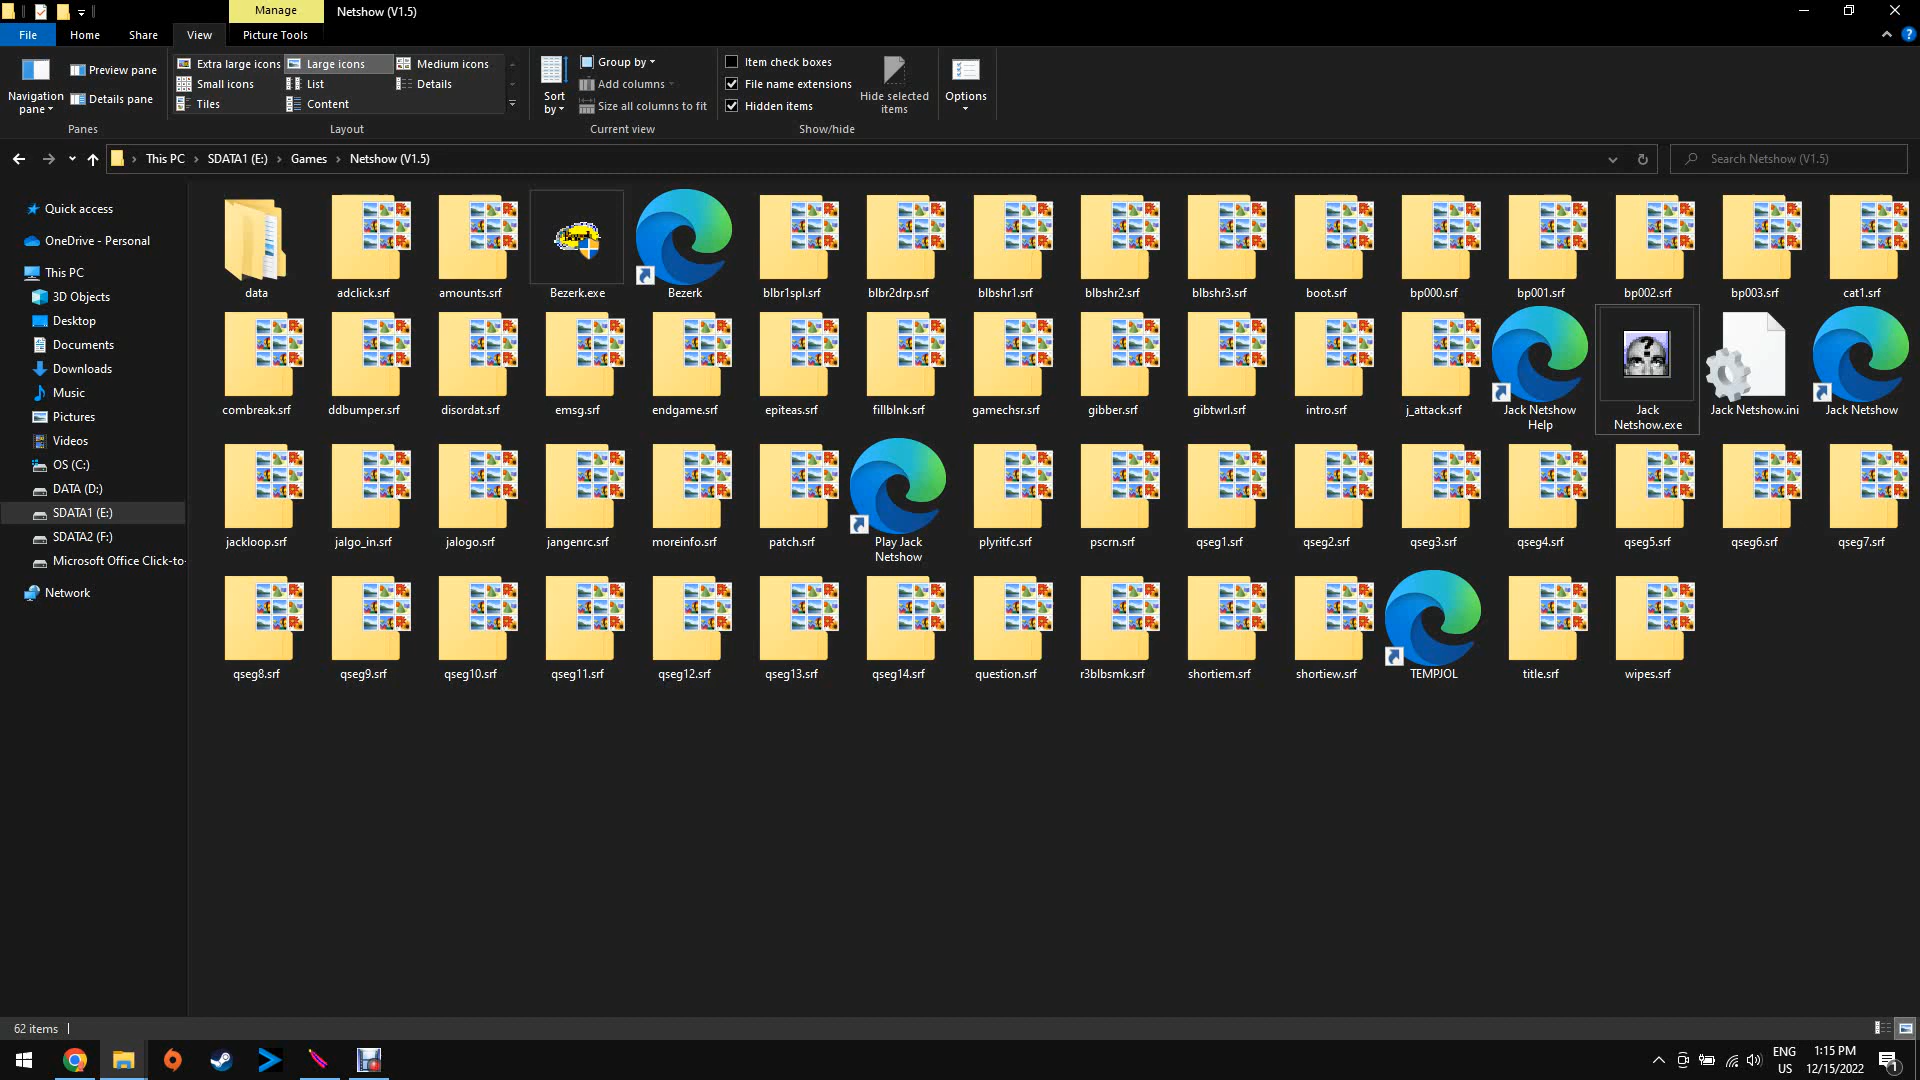 Manage
Netshow (V1.5)
File
Home
Share
View
Picture Tools
Navigation pane
Preview pane
Details pane
Panes
Extra large icons
Large icons
Medium icons
Small icons
List
Details
Tiles
Content
Layout
Sort by
Group by
Add columns
Size all columns to fit
Current view
Item check boxes
File name extensions
Hidden items
Hide selected items
Show/hide
Options
This PC
SDATA1 (E:)
Games
Netshow (V1.5)
Search Netshow (V1.5)
Quick access
OneDrive - Personal
This PC
3D Objects
Desktop
Documents
Downloads
Music
Pictures
Videos
OS (C:)
DATA (D:)
SDATA1 (E:)
SDATA2 (F:)
Microsoft Office Click-to-
Network
data
adclick.srf
amounts.srf
Bezerk.exe
Bezerk
blbr1spl.srf
blbr2drp.srf
blbshr1.srf
blbshr2.srf
blbshr3.srf
boot.srf
bp000.srf
bp001.srf
bp002.srf
bp003.srf
cat1.srf
combreak.srf
ddbumper.srf
disordat.srf
emsg.srf
endgame.srf
epiteas.srf
fillblnk.srf
gamechsr.srf
gibber.srf
gibtwrl.srf
intro.srf
j_attack.srf
Jack Netshow Help
Jack Netshow.exe
Jack Netshow.ini
Jack Netshow
jackloop.srf
jalgo_in.srf
jalogo.srf
jangenrc.srf
moreinfo.srf
patch.srf
Play Jack Netshow
plyritfc.srf
pscrn.srf
qseg1.srf
qseg2.srf
qseg3.srf
qseg4.srf
qseg5.srf
qseg6.srf
qseg7.srf
qseg8.srf
qseg9.srf
qseg10.srf
qseg11.srf
qseg12.srf
qseg13.srf
qseg14.srf
question.srf
r3blbsmk.srf
shortiem.srf
shortiew.srf
TEMPJOL
title.srf
wipes.srf
62 items
ENG
US
1:15 PM
12/15/2022
1